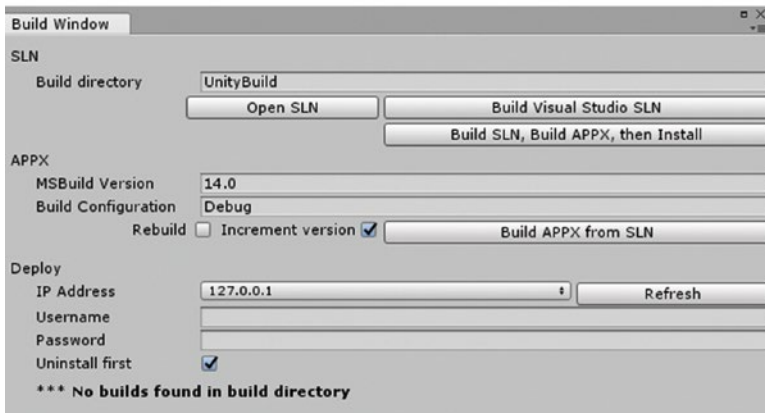 Build Window
SLN
Build directory UnityBuild
Open SLN Build Visual Studio SLN
Build SLN, Build APPX, then Install
APPX
MSBuild Version 14.0
Build Configuration Debug
Rebuild Increment version Build APPX from SLN
Deploy
IP Address 127.0.0.1 Refresh
Username
Password
Uninstall first
*** No builds found in build directory